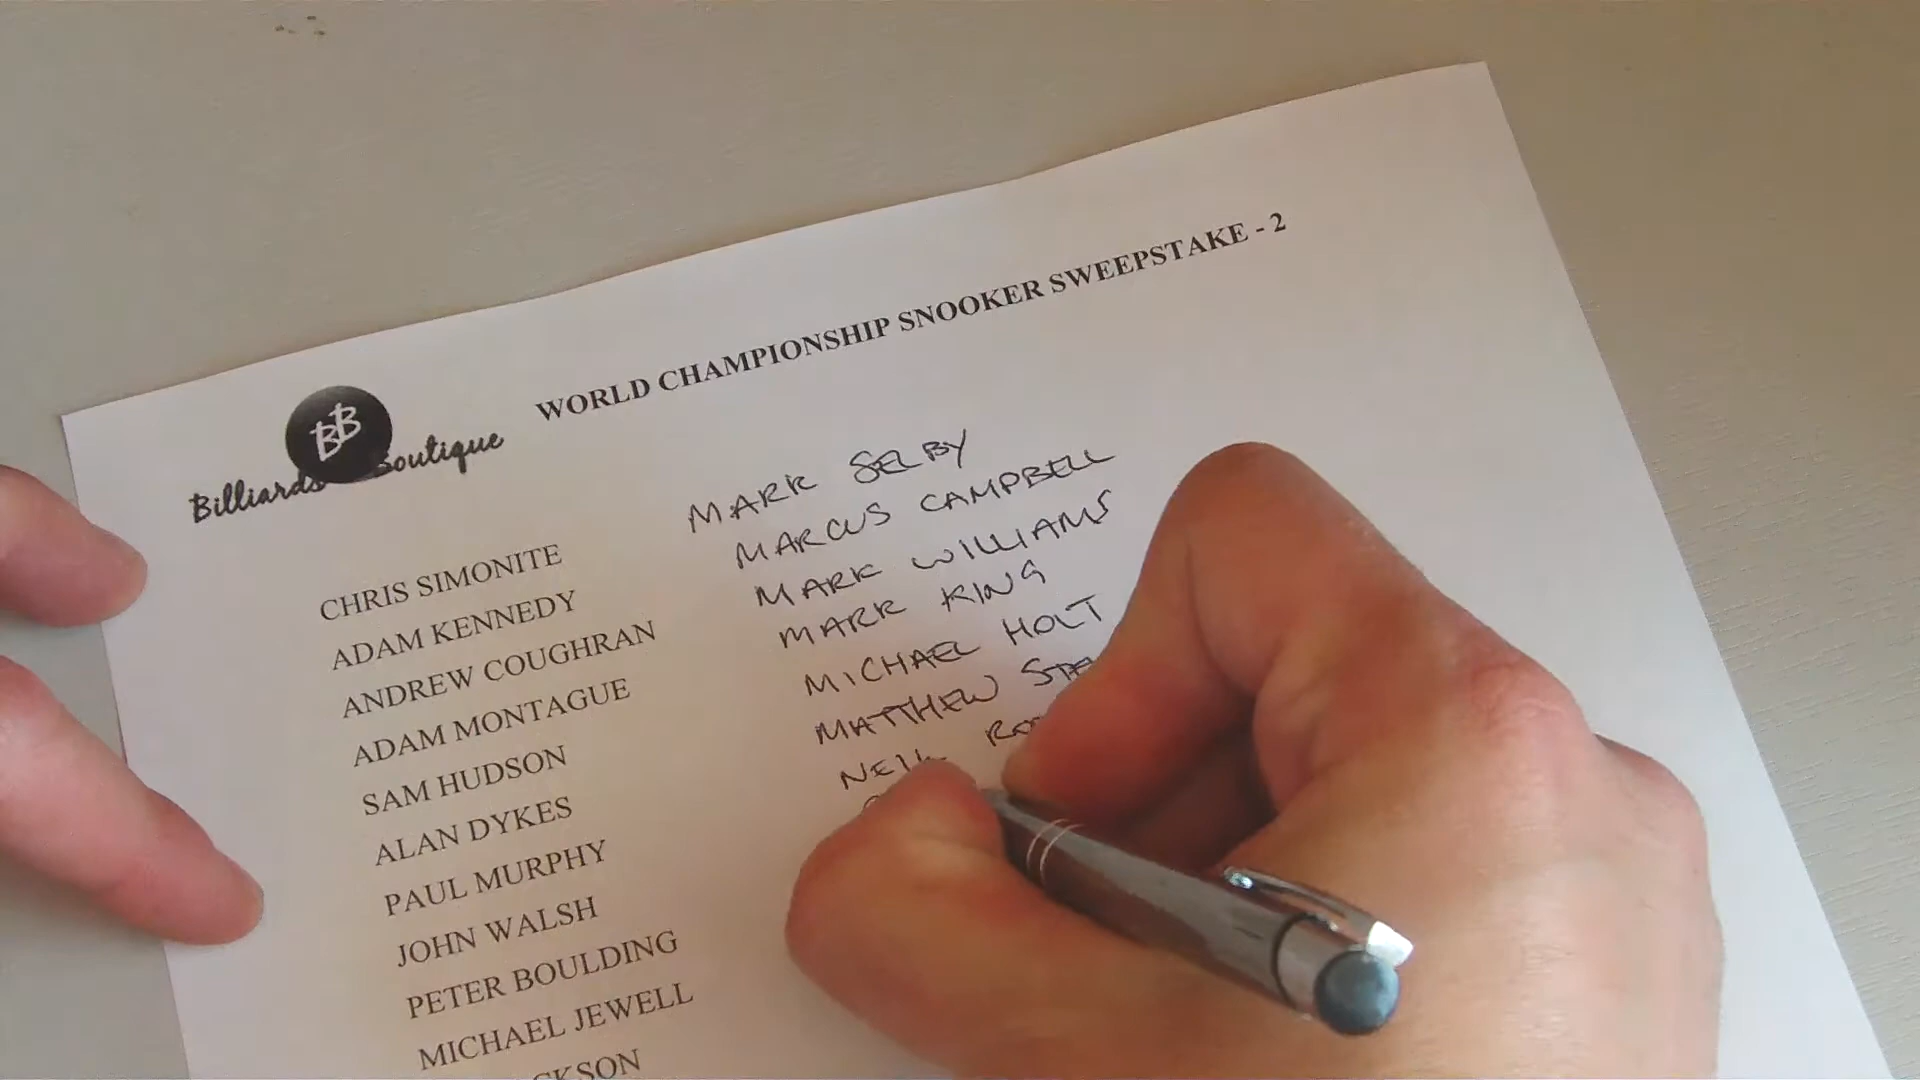 WORLD CHAMPIONSHIP SNOOKER SWEEPSTAKE - 2
BB
Billiards Boutique
CHRIS SIMONITE MARK SELBY
ADAM KENNEDY MARCUS CAMPBELL
ANDREW COUGHRAN MARK WILLIAMS
ADAM MONTAGUE MARK KING
SAM HUDSON MICHAEL HOLT
ALAN DYKES MATTHEW
PAUL MURPHY NEIL
JOHN WALSH
PETER BOULDING
MICHAEL JEWELL